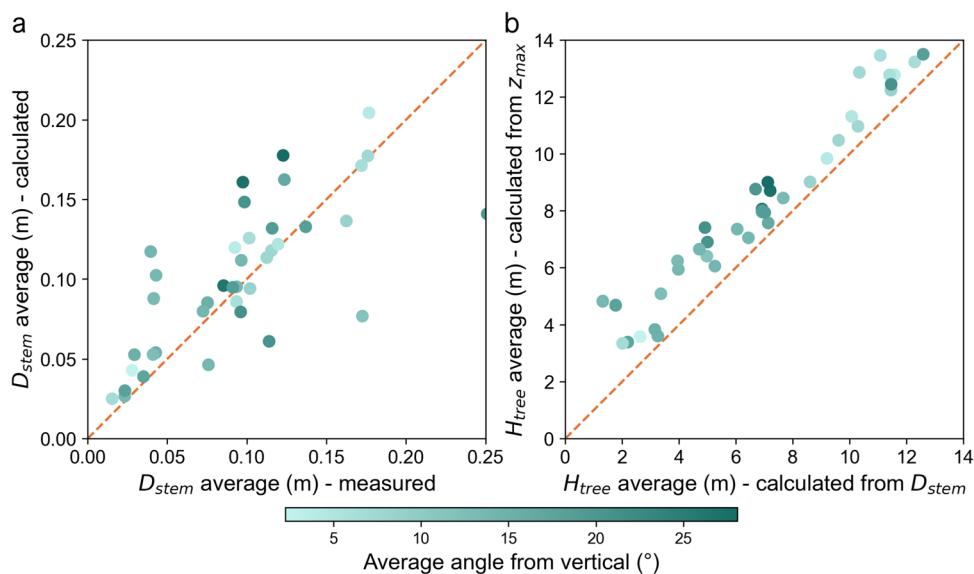 a
b
D_stem average (m) - calculated
0.25
0.20
0.15
0.10
0.05
0.00
0.00 0.05 0.10 0.15 0.20 0.25
D_stem average (m) - measured
H_tree average (m) - calculated from z_max
14
12
10
8
6
4
2
0
0 2 4 6 8 10 12 14
H_tree average (m) - calculated from D_stem
5 10 15 20 25
Average angle from vertical (°)